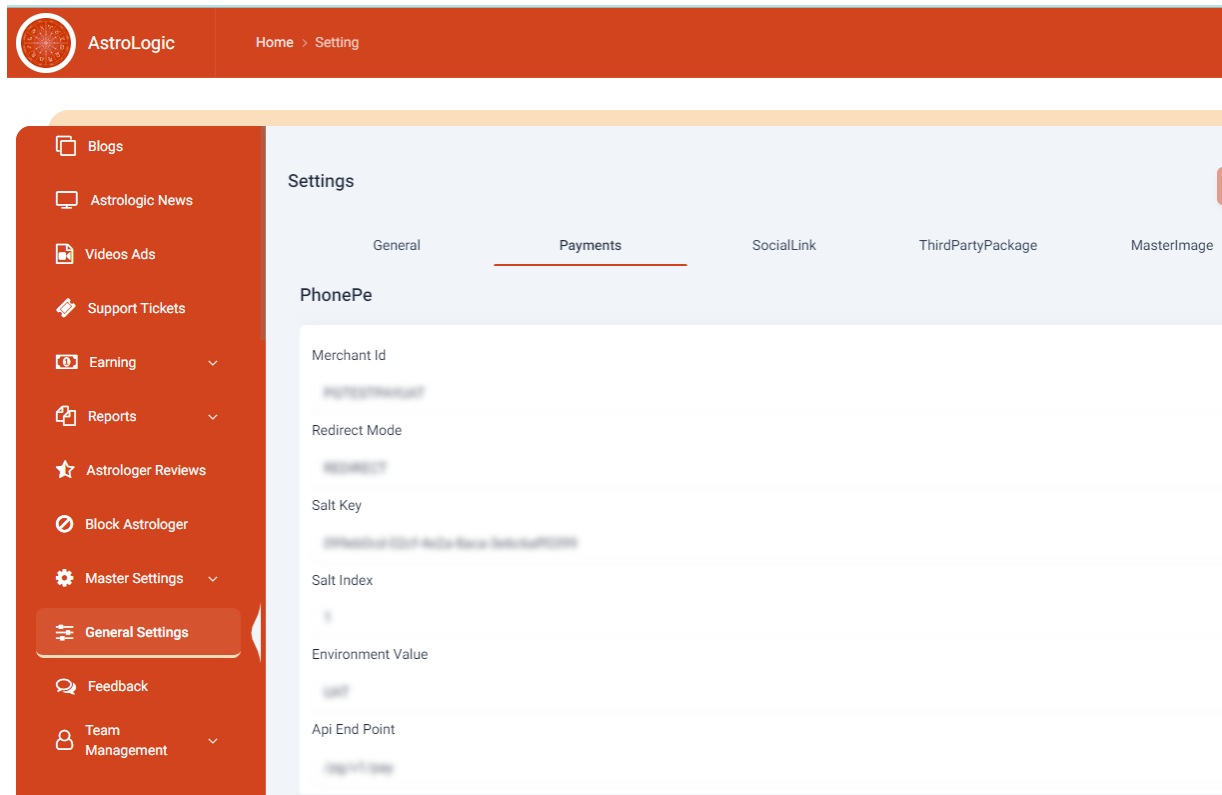 AstroLogic
Home > Setting
Blogs
Astrologic News
Videos Ads
Support Tickets
Earning
Reports
Astrologer Reviews
Block Astrologer
Master Settings
General Settings
Feedback
Team
Management
Settings
General Payments SocialLink ThirdPartyPackage MasterImage
PhonePe
Merchant Id
Redirect Mode
Salt Key
Salt Index
Environment Value
Api End Point